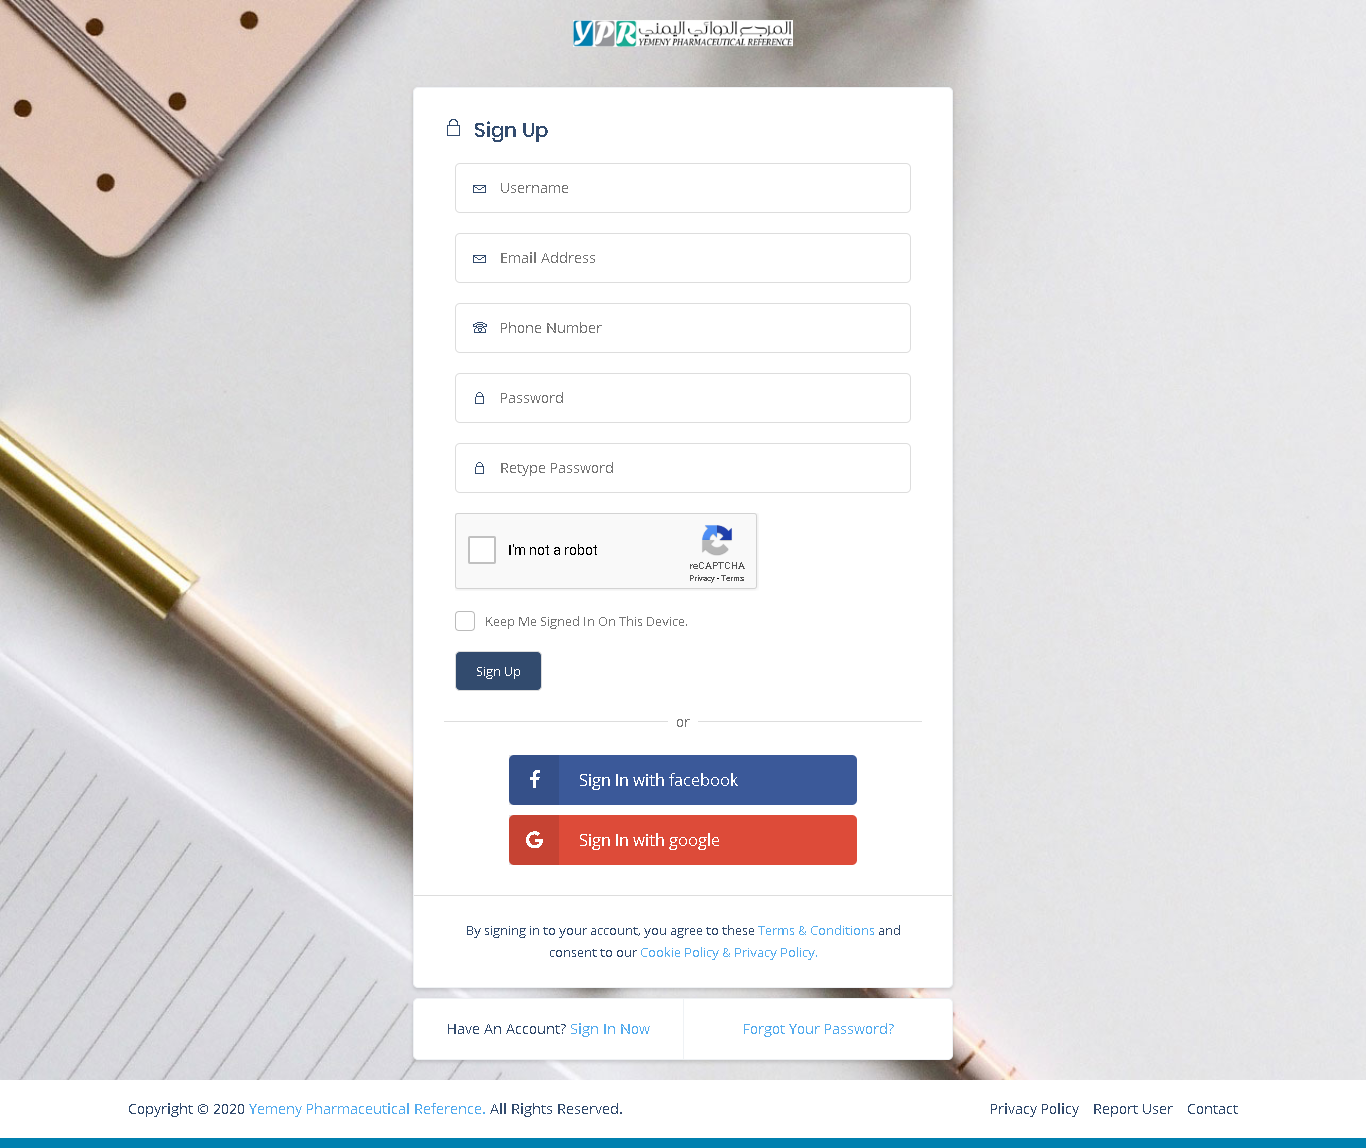 YPR المرجع الدوائي اليمني
YEMENY PHARMACEUTICAL REFERENCE
Sign Up
Username
Email Address
Phone Number
Password
Retype Password
I'm not a robot
reCAPTCHA
Privacy - Terms
Keep Me Signed In On This Device.
Sign Up
or
Sign In with facebook
Sign In with google
By signing in to your account, you agree to these Terms & Conditions and
consent to our Cookie Policy & Privacy Policy.
Have An Account? Sign In Now
Forgot Your Password?
Copyright © 2020 Yemeny Pharmaceutical Reference. All Rights Reserved.
Privacy Policy Report User Contact